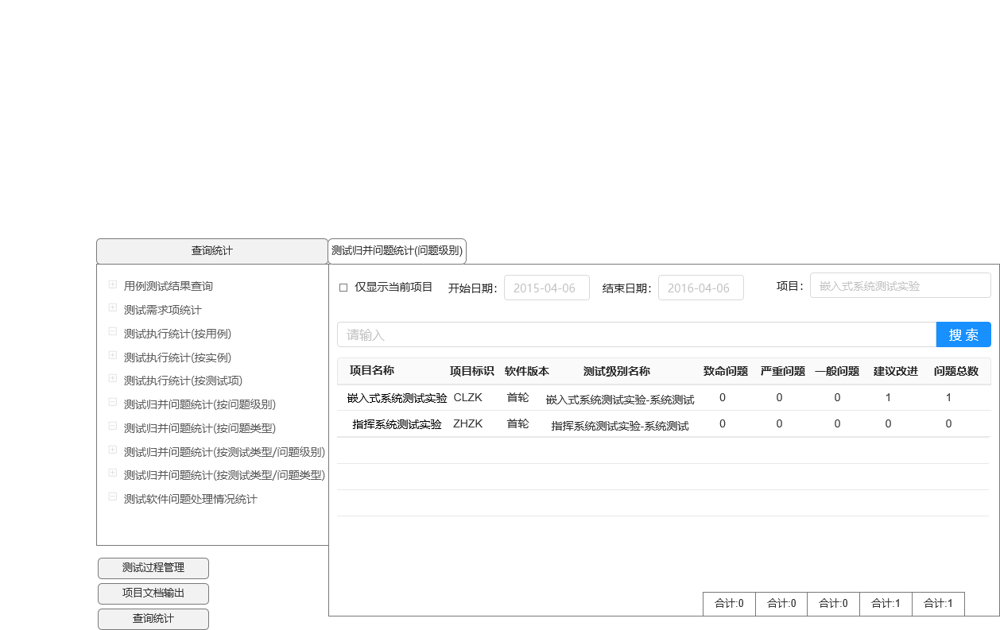 查询统计 测试归并问题统计(问题级别)
用例测试结果查询
测试需求项统计
测试执行统计(按用例)
测试执行统计(按实例)
测试执行统计(按测试项)
测试归并问题统计(按问题级别)
测试归并问题统计(按问题类型)
测试归并问题统计(按测试类型/问题级别)
测试归并问题统计(按测试类型/问题类型)
测试软件问题处理情况统计
仅显示当前项目 开始日期: 2015-04-06 结束日期: 2016-04-06 项目: 嵌入式系统测试实验
请输入 搜 索
项目名称 项目标识 软件版本 测试级别名称 致命问题 严重问题 一般问题 建议改进 问题总数
嵌入式系统测试实验 CLZK 首轮 嵌入式系统测试实验-系统测试 0 0 0 1 1
指挥系统测试实验 ZHZK 首轮 指挥系统测试实验-系统测试 0 0 0 0 0
合计:0 合计:0 合计:0 合计:1 合计:1
测试过程管理
项目文档输出
查询统计